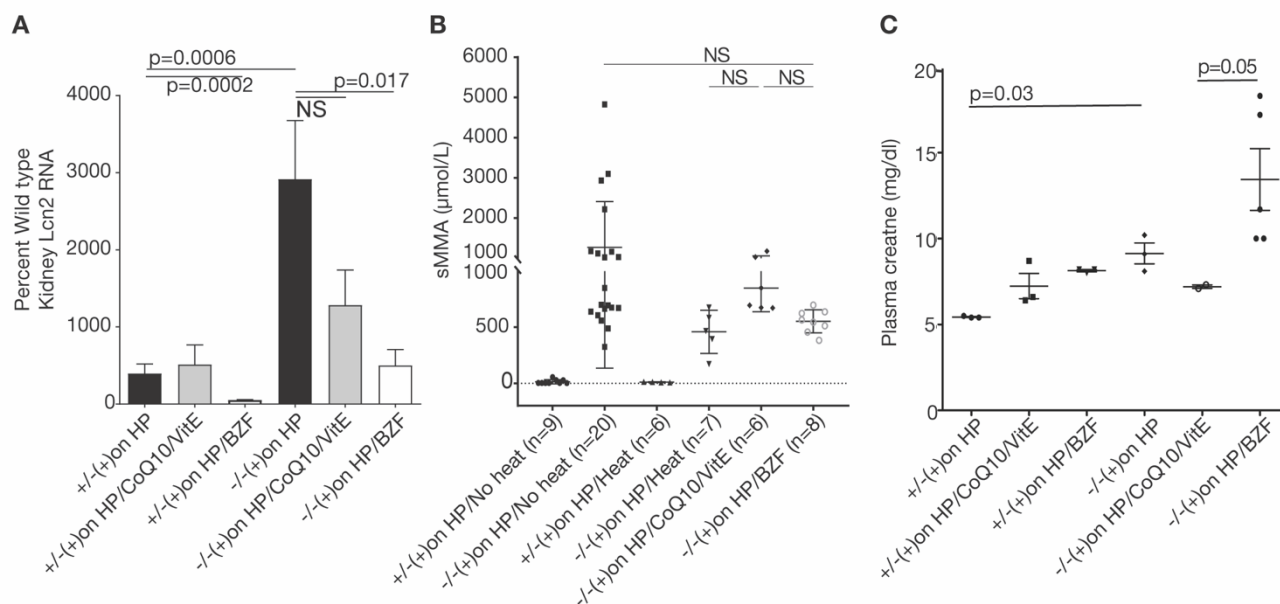 A
p=0.0006
p=0.0002
p=0.017
NS
Percent Wild type
Kidney Lcn2 RNA
4000
3000
2000
1000
0
+/-(+)on HP
+/-(+)on HP/CoQ10/VitE
+/-(+)on HP/BZF
-/-(+)on HP
-/-(+)on HP/CoQ10/VitE
-/-(+)on HP/BZF
B
NS
NS
NS
sMMA (μmol/L)
6000
5000
4000
3000
2000
1000
1000
500
0
+/-(+)on HP/No heat (n=9)
-/-(+)on HP/No heat (n=20)
+/-(+)on HP/Heat (n=6)
-/-(+)on HP/Heat (n=7)
-/-(+)on HP/CoQ10/VitE (n=6)
-/-(+)on HP/BZF (n=8)
C
p=0.03
p=0.05
Plasma creatne (mg/dl)
20
15
10
5
0
+/-(+)on HP
+/-(+)on HP/CoQ10/VitE
+/-(+)on HP/BZF
-/-(+)on HP
-/-(+)on HP/CoQ10/VitE
-/-(+)on HP/BZF